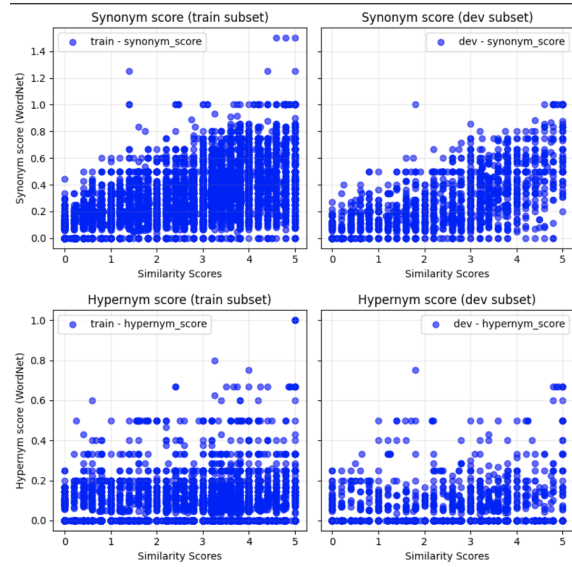 Synonym score (train subset)
Synonym score (dev subset)
train - synonym_score
dev - synonym_score
Synonym score (WordNet)
1.4
1.2
1.0
0.8
0.6
0.4
0.2
0.0
0 1 2 3 4 5
0 1 2 3 4 5
Similarity Scores
Similarity Scores
Hypernym score (train subset)
Hypernym score (dev subset)
train - hypernym_score
dev - hypernym_score
Hypernym score (WordNet)
1.0
0.8
0.6
0.4
0.2
0.0
0 1 2 3 4 5
0 1 2 3 4 5
Similarity Scores
Similarity Scores